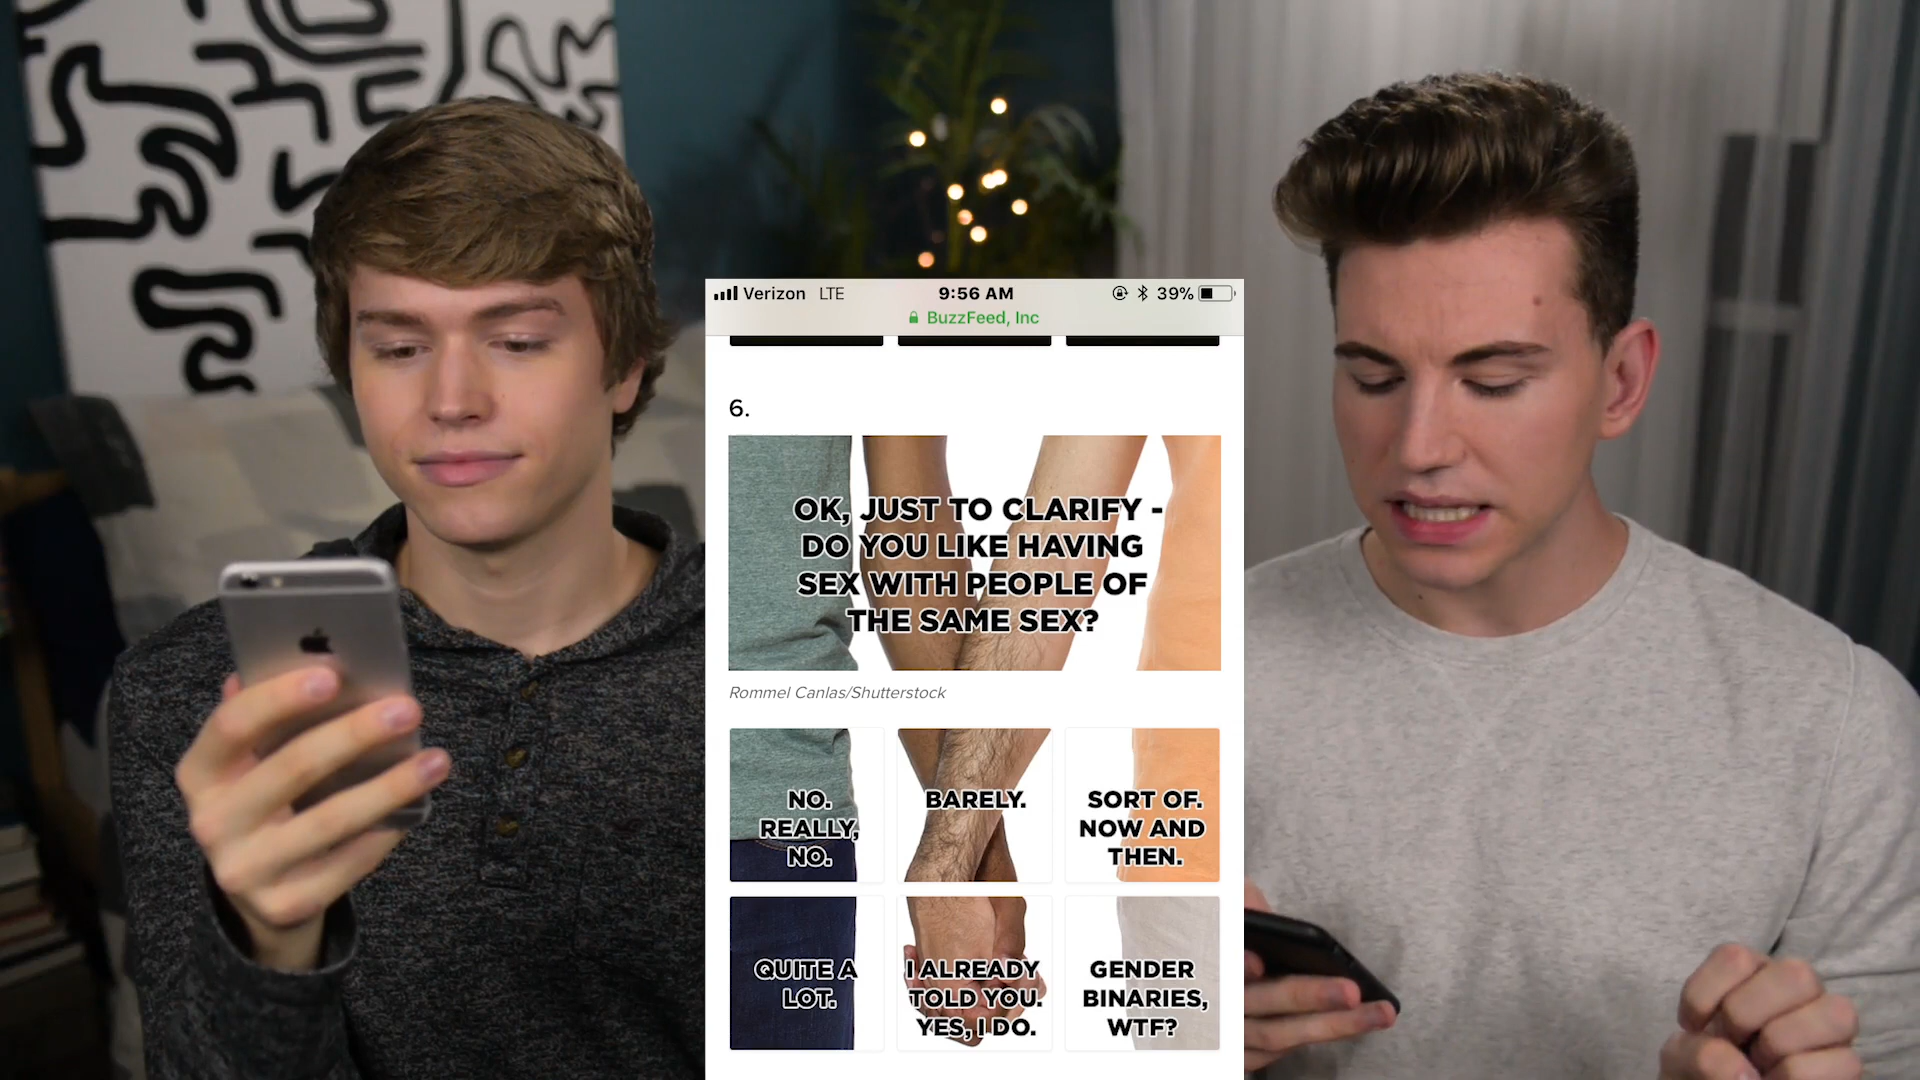 Verizon LTE 9:56 AM 39%
BuzzFeed, Inc
6.
OK, JUST TO CLARIFY -
DO YOU LIKE HAVING
SEX WITH PEOPLE OF
THE SAME SEX?
Rommel Canlas/Shutterstock
NO.
REALLY,
NO.
BARELY.
SORT OF.
NOW AND
THEN.
QUITE A
LOT.
I ALREADY
TOLD YOU.
YES, I DO.
GENDER
BINARIES,
WTF?